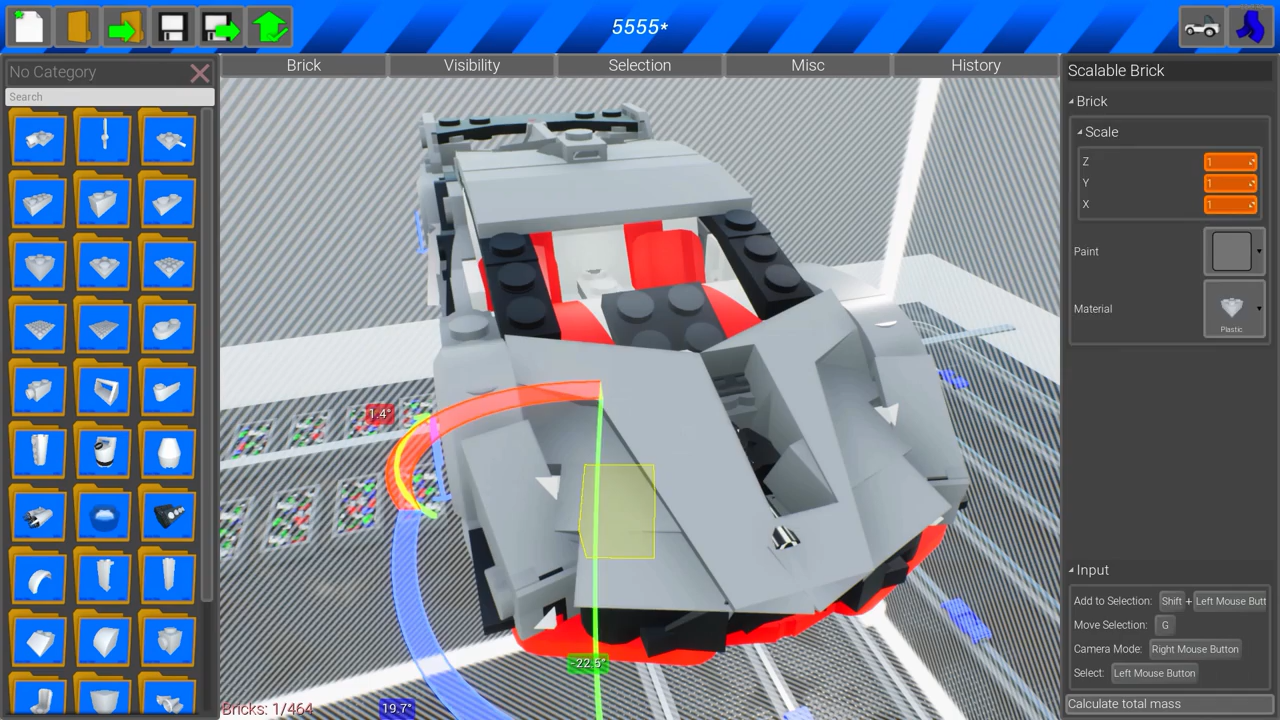 5555*
No Category
Search
Brick
Visibility
Selection
Misc
History
1.4°
-22.5°
19.7°
Bricks: 1/464
Scalable Brick
Brick
Scale
Z 1
Y 1
X 1
Paint
Material
Plastic
Input
Add to Selection: Shift + Left Mouse Butt
Move Selection: G
Camera Mode: Right Mouse Button
Select: Left Mouse Button
Calculate total mass